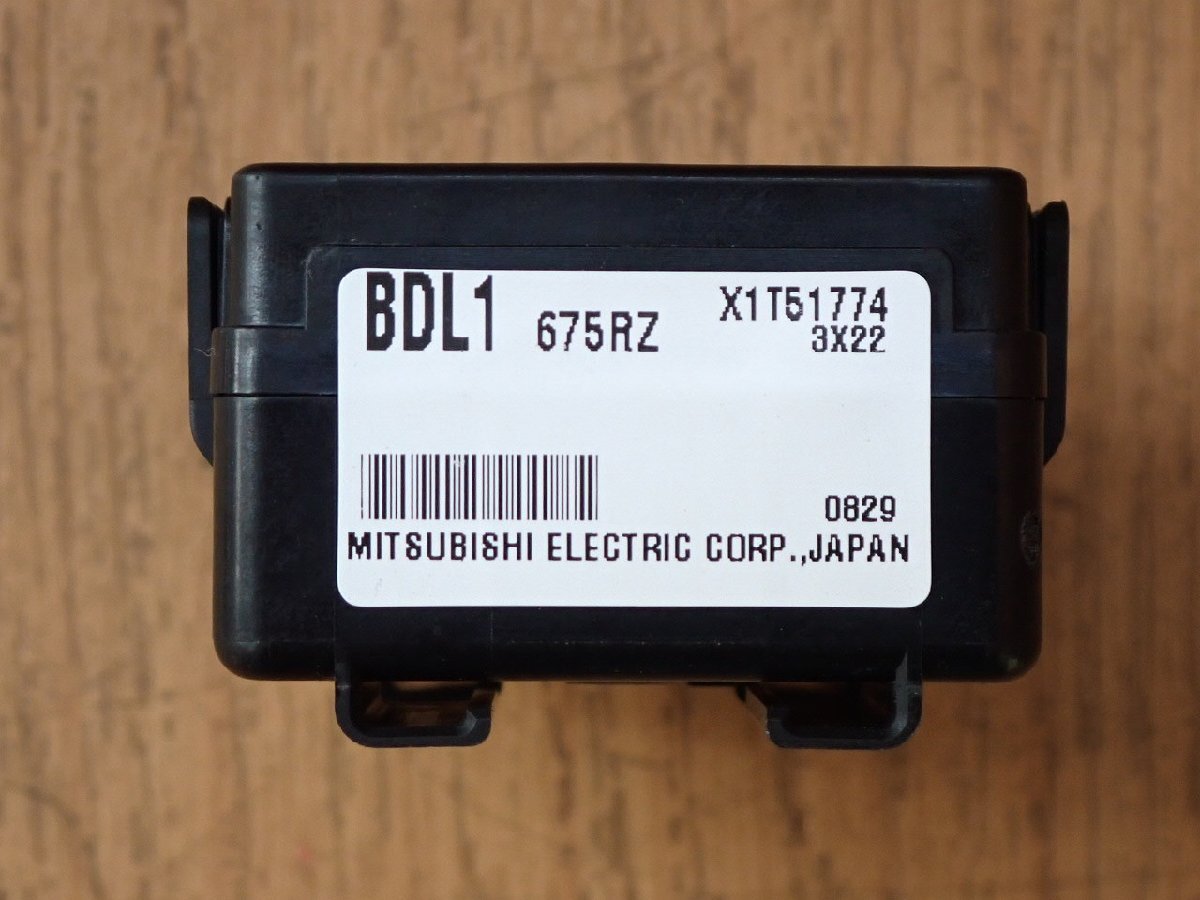 BDL1 675RZ X1T51774
3X22
0829
MITSUBISHI ELECTRIC CORP.,JAPAN